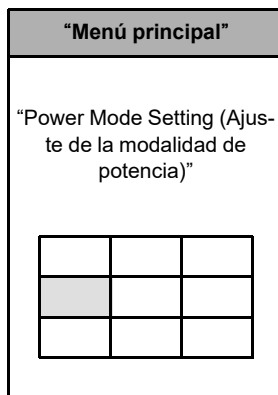 “Menú principal”
“Power Mode Setting (Ajus-
te de la modalidad de
potencia)”